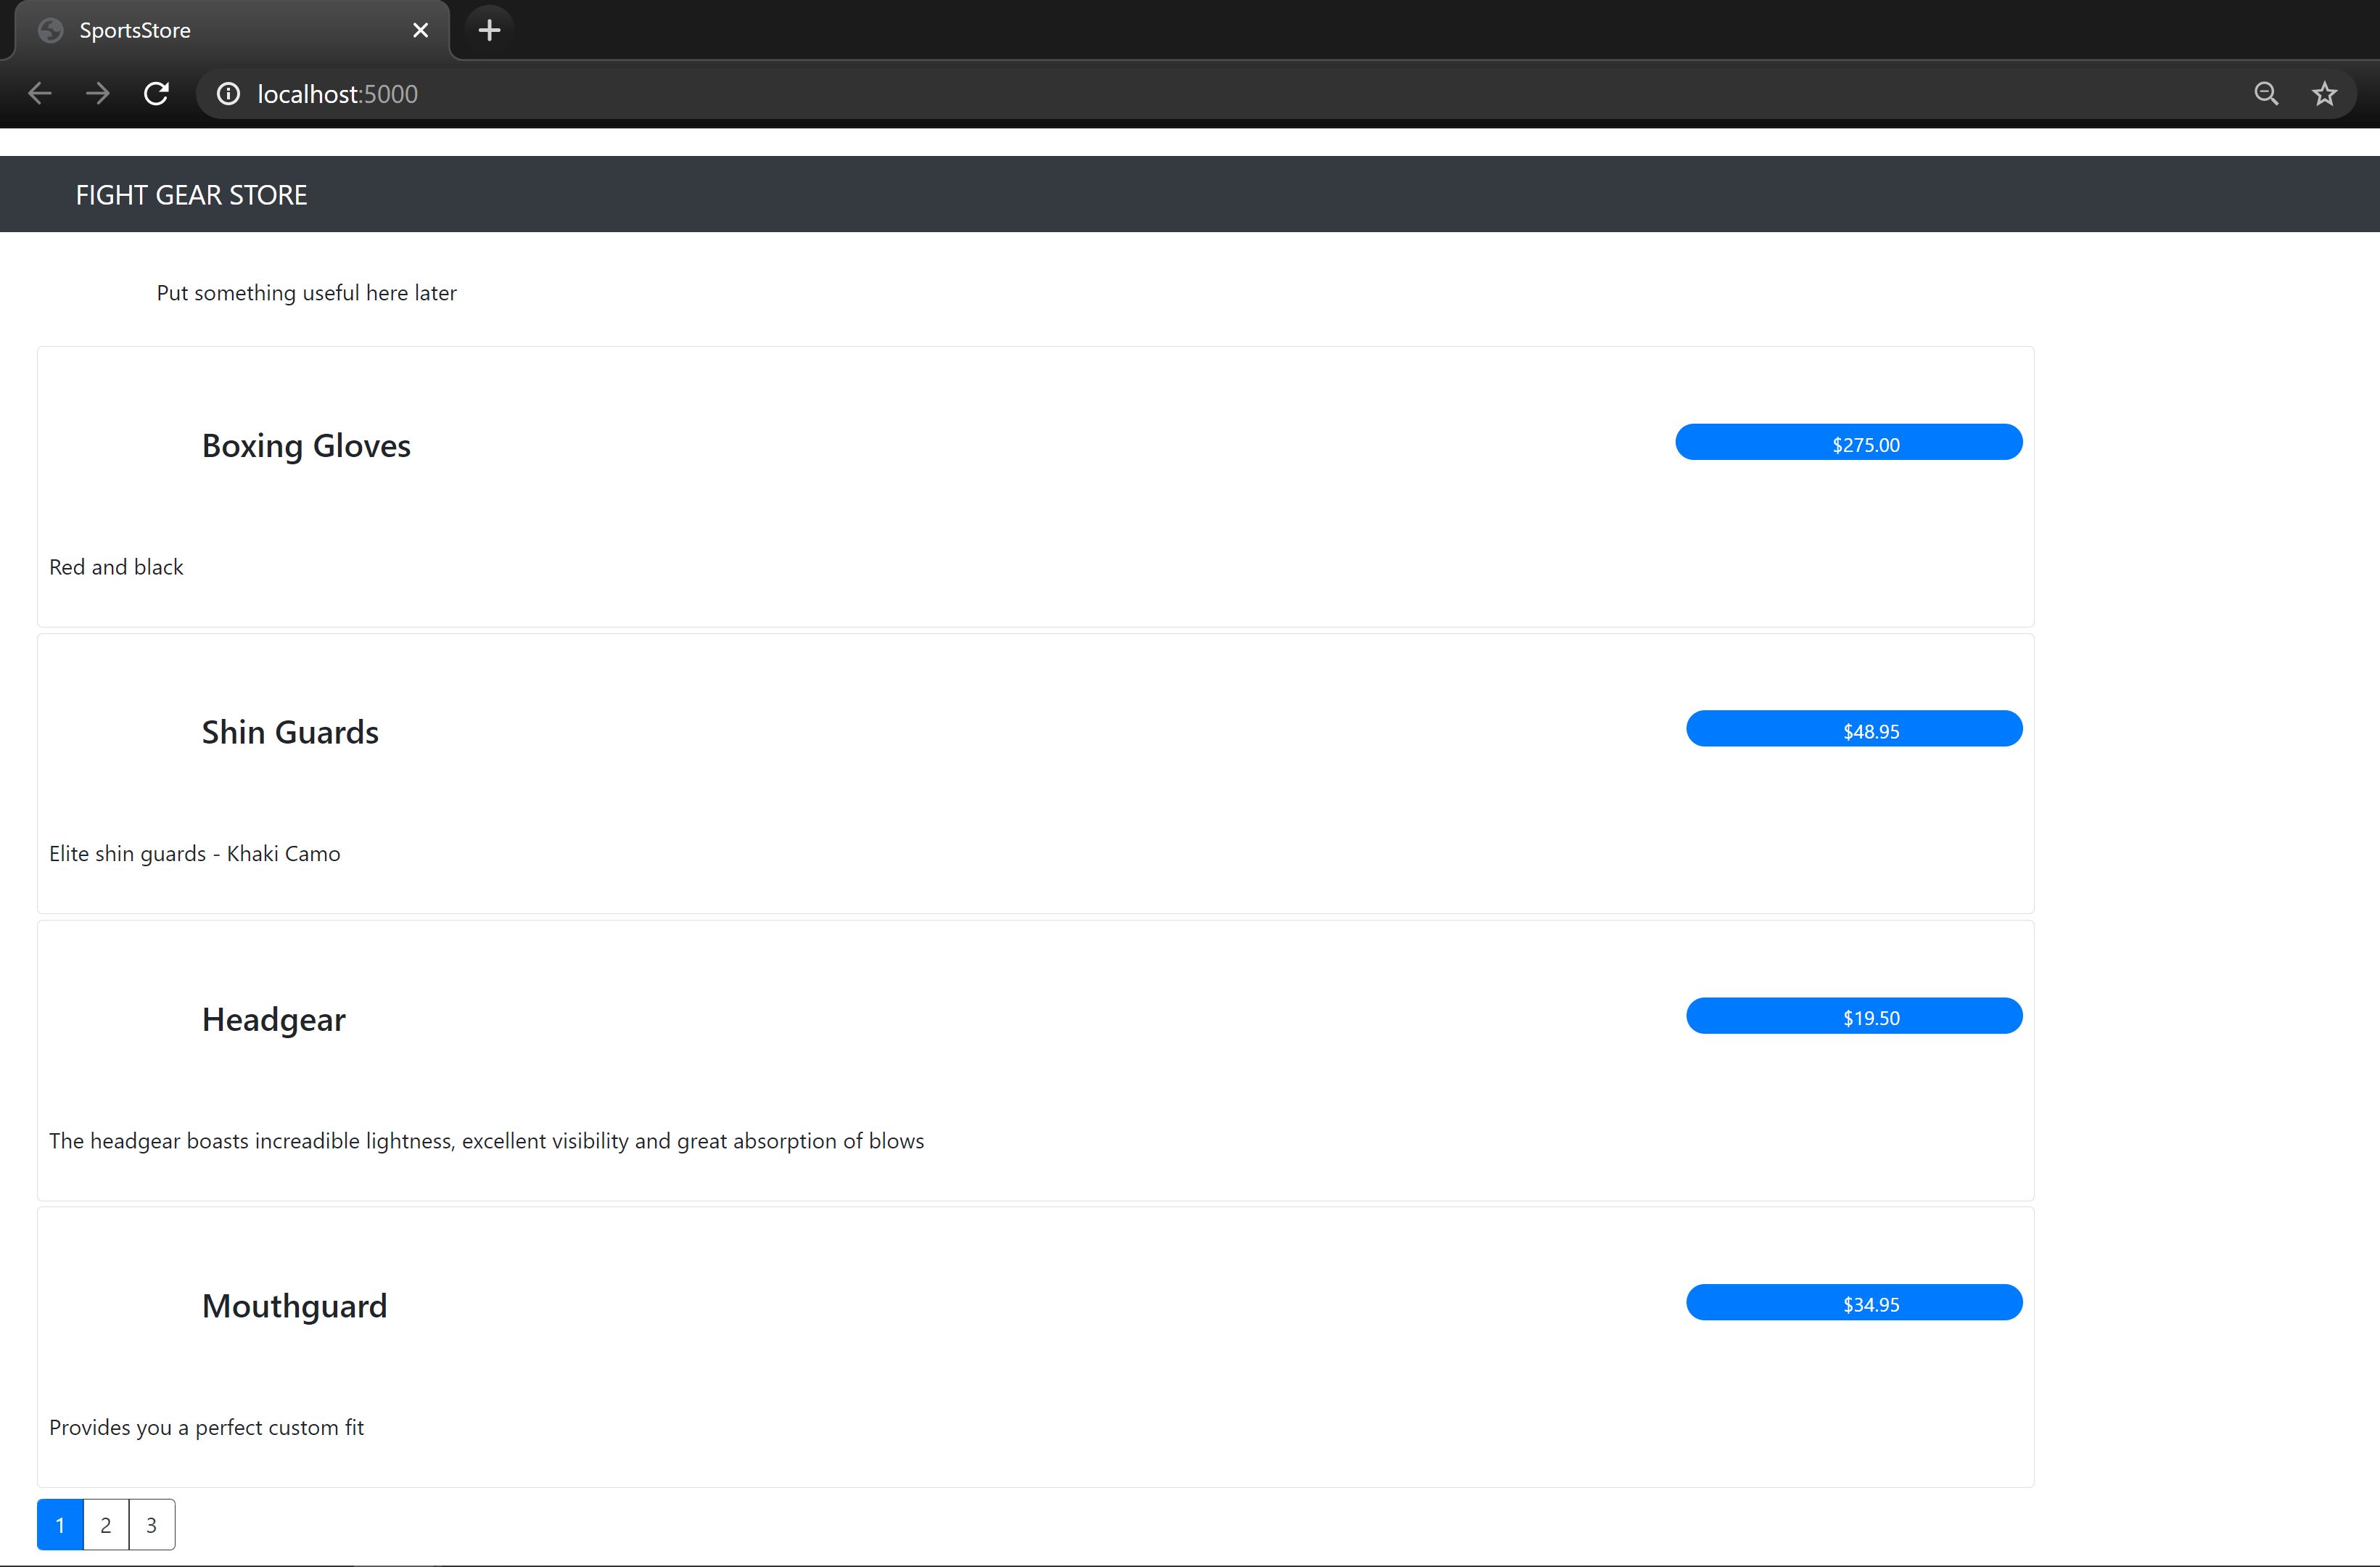 SportsStore
localhost:5000
FIGHT GEAR STORE
Put something useful here later
Boxing Gloves
$275.00
Red and black
Shin Guards
$48.95
Elite shin guards - Khaki Camo
Headgear
$19.50
The headgear boasts increadible lightness, excellent visibility and great absorption of blows
Mouthguard
$34.95
Provides you a perfect custom fit
1 2 3